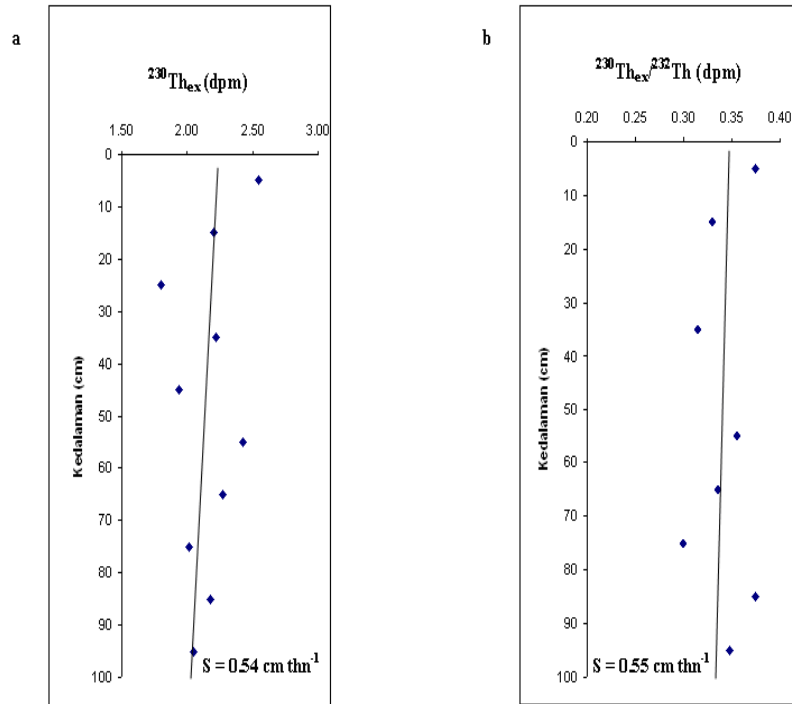 a
²³⁰Thₑₓ (dpm)
1.50 2.00 2.50 3.00
0
10
20
30
40
50
60
70
80
90
100
Kedalaman (cm)
S = 0.54 cm thn⁻¹
b
²³⁰Thₑₓ/²³²Th (dpm)
0.20 0.25 0.30 0.35 0.40
0
10
20
30
40
50
60
70
80
90
100
Kedalaman (cm)
S = 0.55 cm thn⁻¹